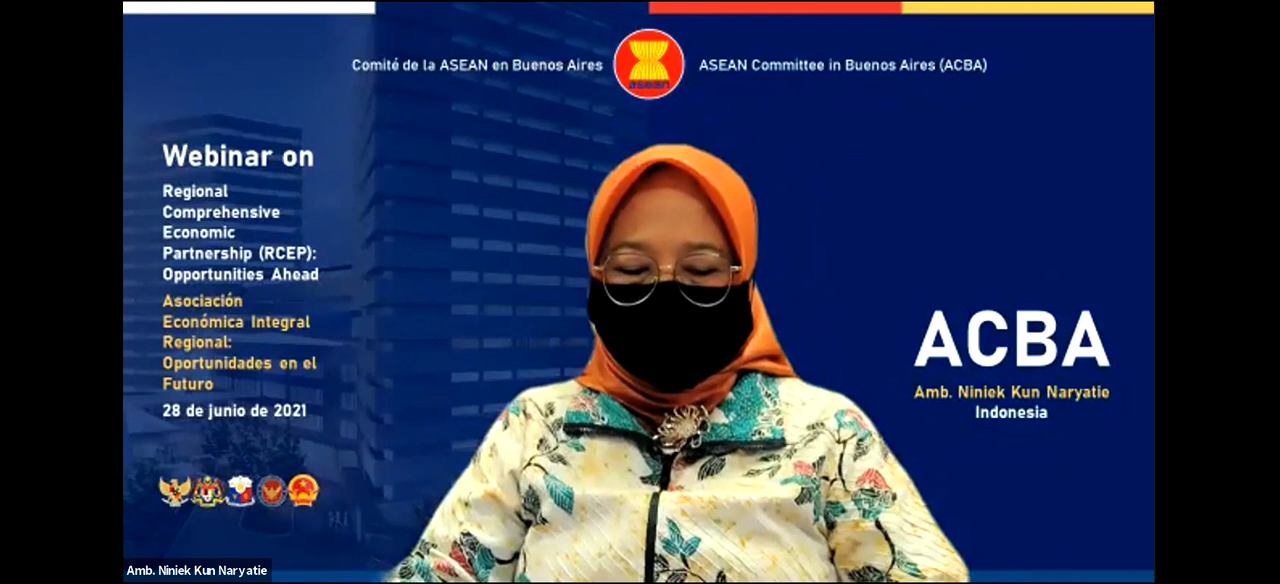 Comité de la ASEAN en Buenos Aires
asean
ASEAN Committee in Buenos Aires (ACBA)
Webinar on
Regional
Comprehensive
Economic
Partnership (RCEP):
Opportunities Ahead
Asociación
Económica Integral
Regional:
Oportunidades en el
Futuro
28 de junio de 2021
ACBA
Amb. Niniek Kun Naryatie
Indonesia
Amb. Niniek Kun Naryatie